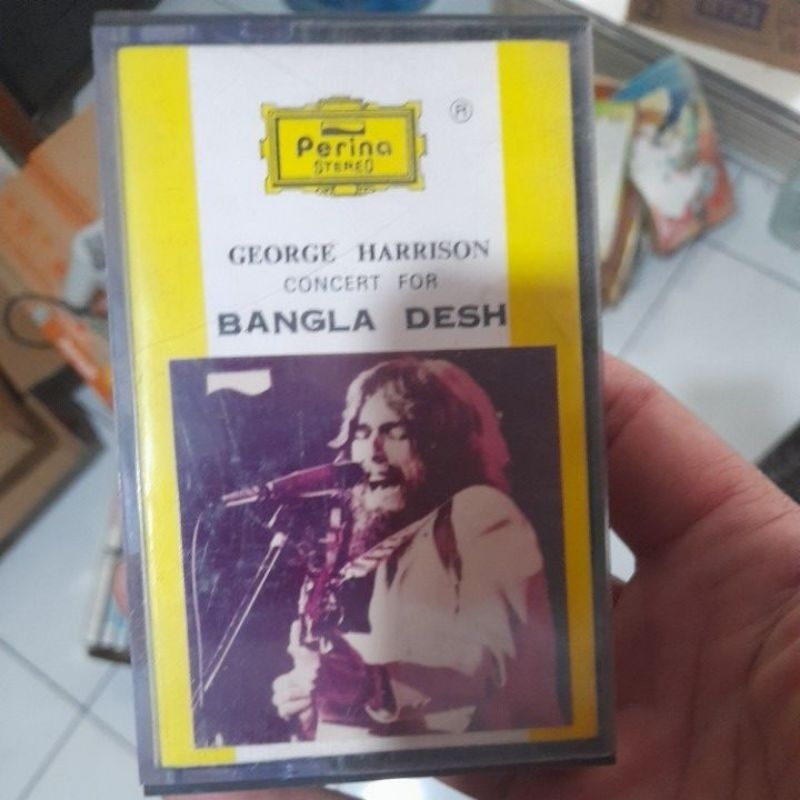 Perina
STEREO
®
GEORGE HARRISON
CONCERT FOR
BANGLA DESH